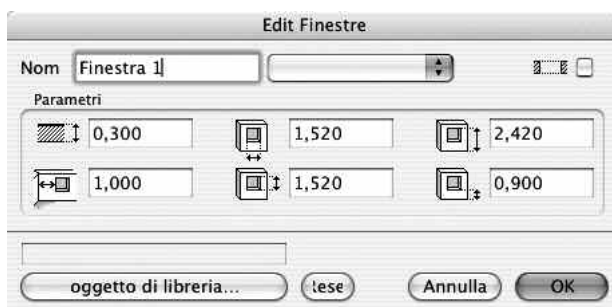 Edit Finestre
Nom Finestra 1
Parametri
0,300 1,520 2,420
1,000 1,520 0,900
oggetto di libreria... Annulla OK